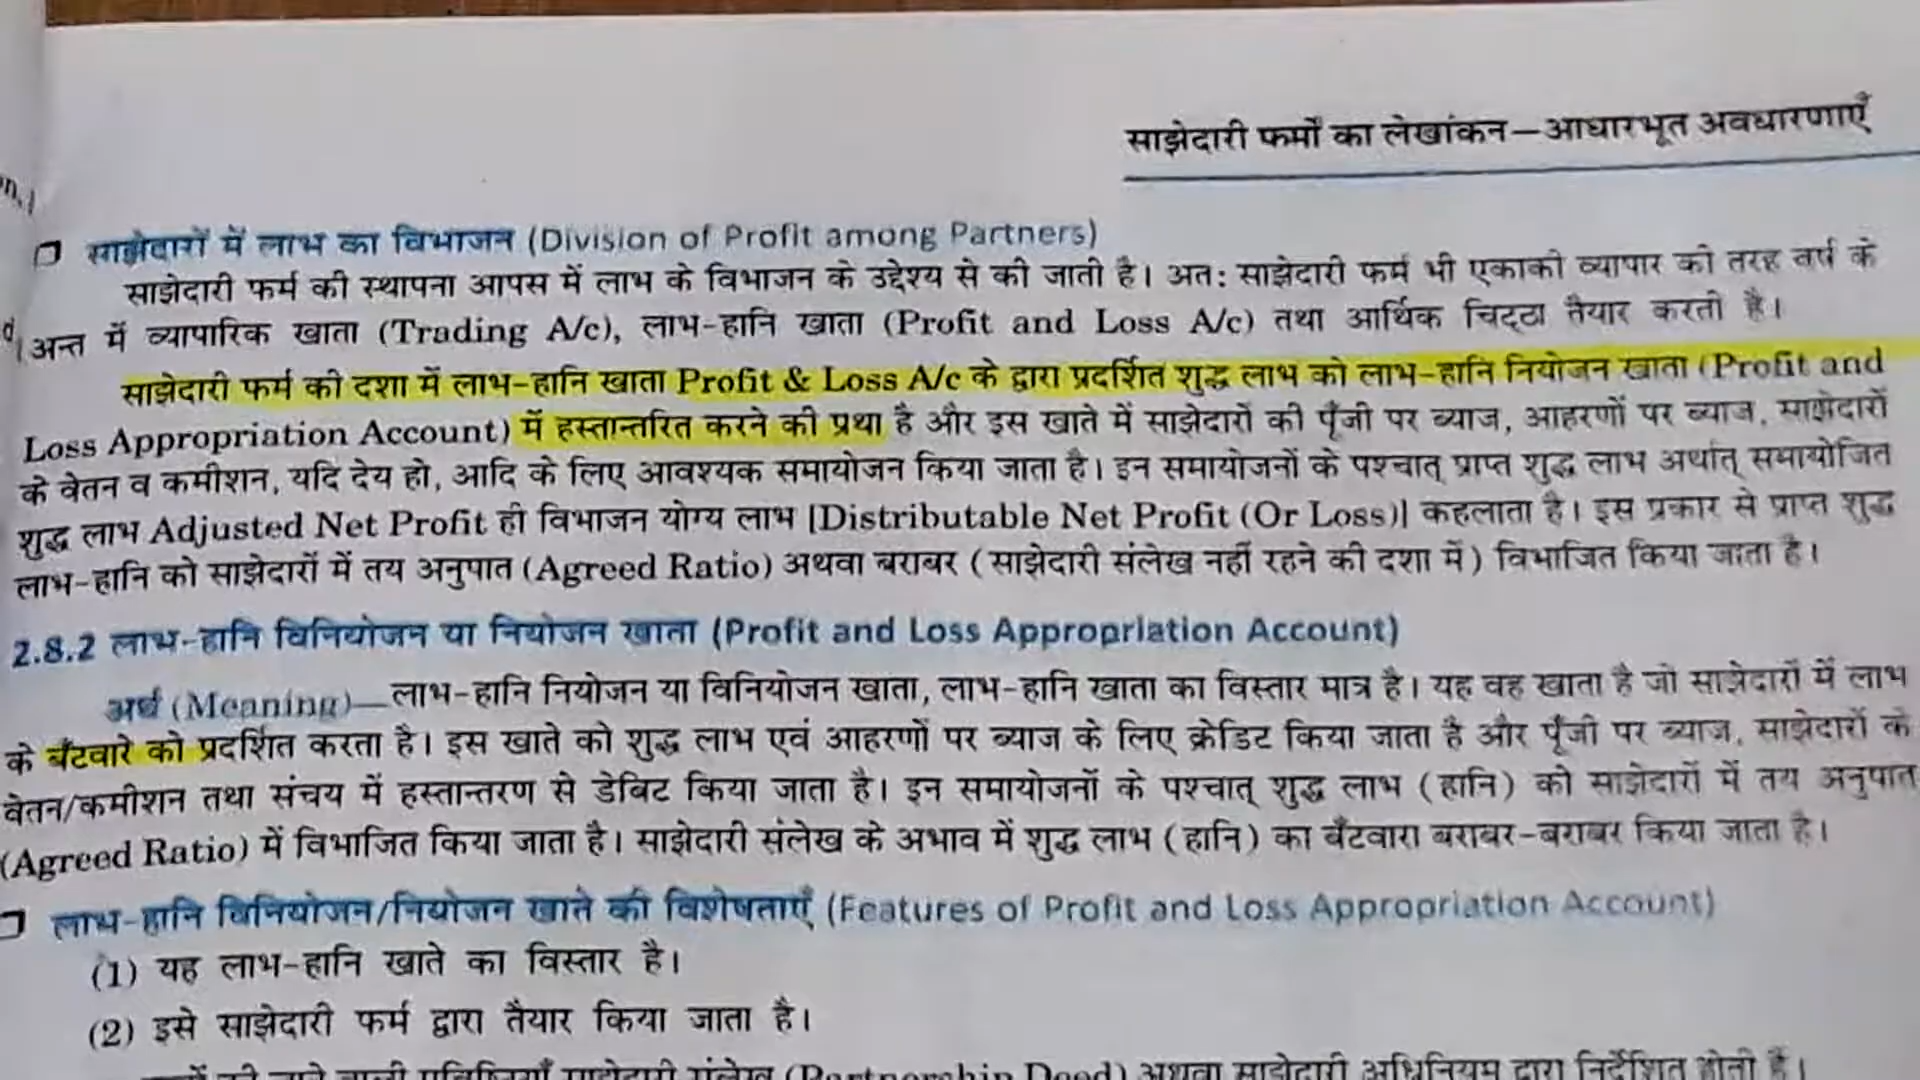 साझेदारी फर्मों का लेखांकन—आधारभूत अवधारणाएँ
साझेदारों में लाभ का विभाजन (Division of Profit among Partners)
साझेदारी फर्म की स्थापना आपस में लाभ के विभाजन के उद्देश्य से की जाती है। अत: साझेदारी फर्म भी एकाकी व्यापार की तरह वर्ष के
अन्त में व्यापारिक खाता (Trading A/c), लाभ-हानि खाता (Profit and Loss A/c) तथा आर्थिक चिट्ठा तैयार करती है।
साझेदारी फर्म की दशा में लाभ-हानि खाता Profit & Loss A/c के द्वारा प्रदर्शित शुद्ध लाभ को लाभ-हानि नियोजन खाता (Profit and
Loss Appropriation Account) में हस्तान्तरित करने की प्रथा है और इस खाते में साझेदारों की पूँजी पर ब्याज, आहरणों पर ब्याज, साझेदारों
के वेतन व कमीशन, यदि देय हो, आदि के लिए आवश्यक समायोजन किया जाता है। इन समायोजनों के पश्चात् प्राप्त शुद्ध लाभ अर्थात् समायोजित
शुद्ध लाभ Adjusted Net Profit ही विभाजन योग्य लाभ [Distributable Net Profit (Or Loss)] कहलाता है। इस प्रकार से प्राप्त शुद्ध
लाभ-हानि को साझेदारों में तय अनुपात (Agreed Ratio) अथवा बराबर (साझेदारी संलेख नहीं रहने की दशा में) विभाजित किया जाता है।
2.8.2 लाभ-हानि विनियोजन या नियोजन खाता (Profit and Loss Appropriation Account)
अर्थ (Meaning)—लाभ-हानि नियोजन या विनियोजन खाता, लाभ-हानि खाता का विस्तार मात्र है। यह वह खाता है जो साझेदारों में लाभ
के बँटवारे को प्रदर्शित करता है। इस खाते को शुद्ध लाभ एवं आहरणों पर ब्याज के लिए क्रेडिट किया जाता है और पूँजी पर ब्याज, साझेदारों के
वेतन/कमीशन तथा संचय में हस्तान्तरण से डेबिट किया जाता है। इन समायोजनों के पश्चात् शुद्ध लाभ (हानि) को साझेदारों में तय अनुपात
(Agreed Ratio) में विभाजित किया जाता है। साझेदारी संलेख के अभाव में शुद्ध लाभ (हानि) का बँटवारा बराबर-बराबर किया जाता है।
लाभ-हानि विनियोजन/नियोजन खाते की विशेषताएँ (Features of Profit and Loss Appropriation Account)
(1) यह लाभ-हानि खाते का विस्तार है।
(2) इसे साझेदारी फर्म द्वारा तैयार किया जाता है।
(Partnership Deed) अथवा साझेदारी अधिनियम द्वारा निर्देशित होती हैं।